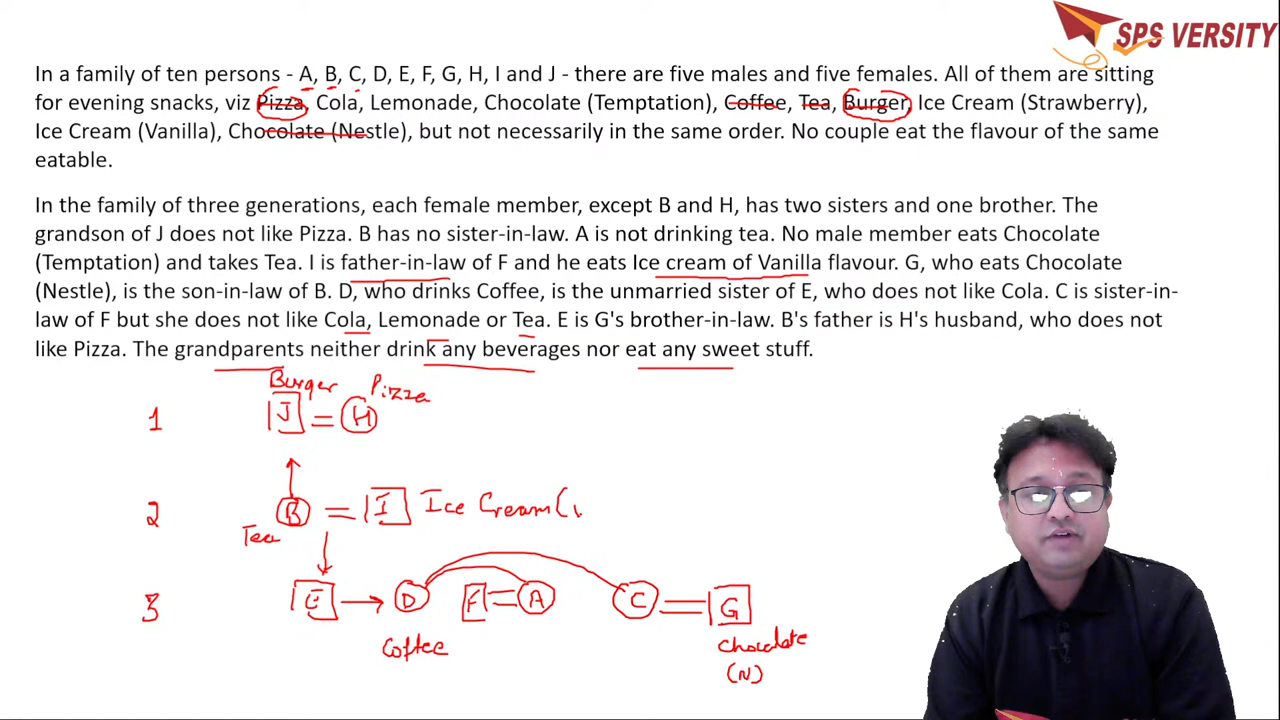 SPS VERSITY
In a family of ten persons - A, B, C, D, E, F, G, H, I and J - there are five males and five females. All of them are sitting
for evening snacks, viz Pizza, Cola, Lemonade, Chocolate (Temptation), Coffee, Tea, Burger, Ice Cream (Strawberry),
Ice Cream (Vanilla), Chocolate (Nestle), but not necessarily in the same order. No couple eat the flavour of the same
eatable.
In the family of three generations, each female member, except B and H, has two sisters and one brother. The
grandson of J does not like Pizza. B has no sister-in-law. A is not drinking tea. No male member eats Chocolate
(Temptation) and takes Tea. I is father-in-law of F and he eats Ice cream of Vanilla flavour. G, who eats Chocolate
(Nestle), is the son-in-law of B. D, who drinks Coffee, is the unmarried sister of E, who does not like Cola. C is sister-in-
law of F but she does not like Cola, Lemonade or Tea. E is G's brother-in-law. B's father is H's husband, who does not
like Pizza. The grandparents neither drink any beverages nor eat any sweet stuff.
Burger Pizza
1 J = H
2 B = I Ice Cream (
Tea
3 E D F = A C = G
Coffee Chocolate
(N)